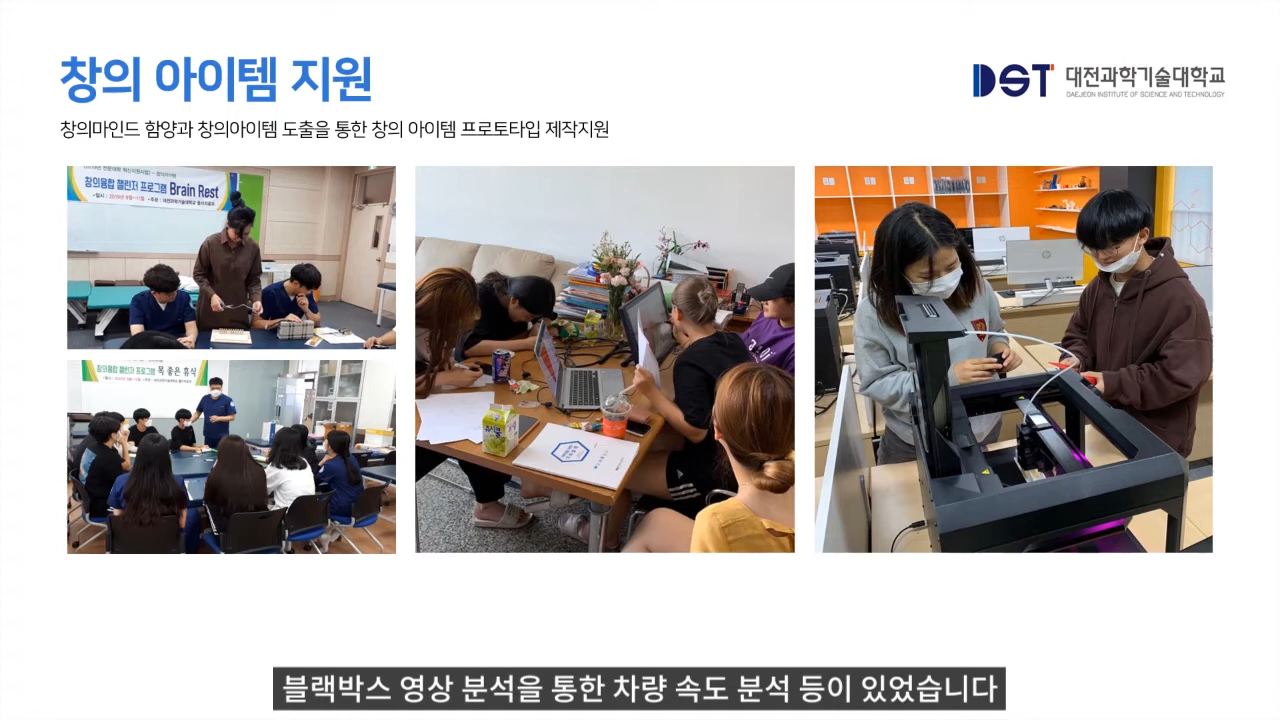 창의 아이템 지원
DST 대전과학기술대학교
DAEJEON INSTITUTE OF SCIENCE AND TECHNOLOGY
창의마인드 함양과 창의아이템 도출을 통한 창의 아이템 프로토타입 제작지원
창의융합 챌린저 프로그램 Brain Rest
창의융합 챌린저 프로그램 목 좋은 휴식
hp
블랙박스 영상 분석을 통한 차량 속도 분석 등이 있었습니다